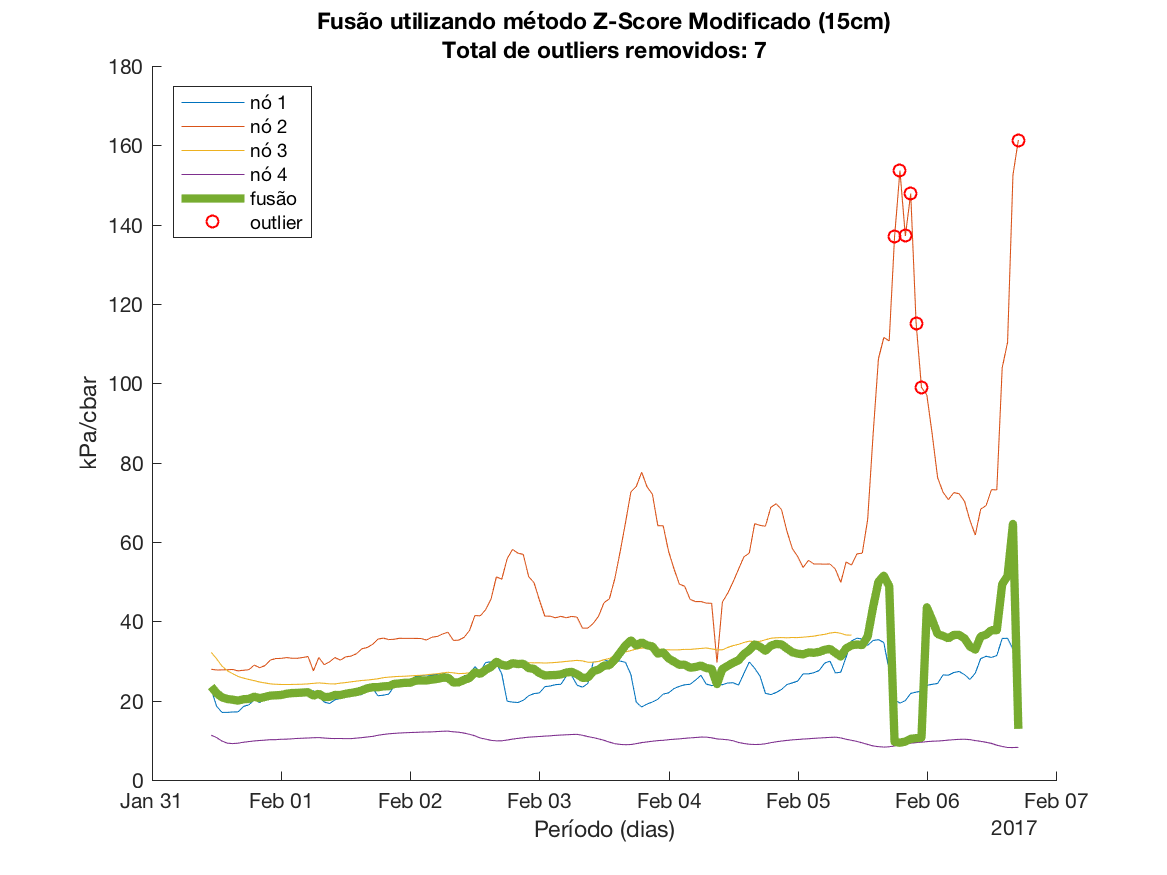 Fusão utilizando método Z-Score Modificado (15cm)
Total de outliers removidos: 7
180
160
140
120
100
80
60
40
20
0
kPa/cbar
nó 1
nó 2
nó 3
nó 4
fusão
outlier
Jan 31
Feb 01
Feb 02
Feb 03
Feb 04
Feb 05
Feb 06
Feb 07
Período (dias)
2017